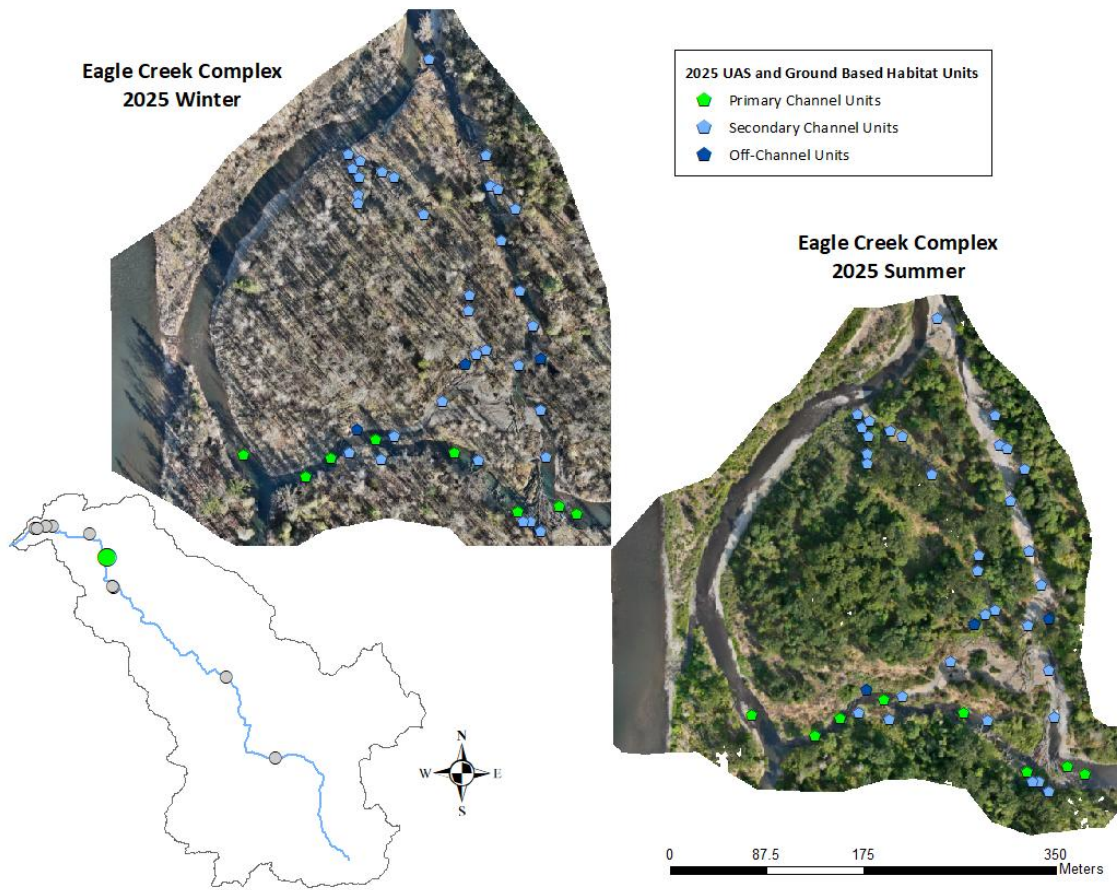 Eagle Creek Complex
2025 Winter
2025 UAS and Ground Based Habitat Units
Primary Channel Units
Secondary Channel Units
Off-Channel Units
Eagle Creek Complex
2025 Summer
N
W E
S
0 87.5 175 350
Meters